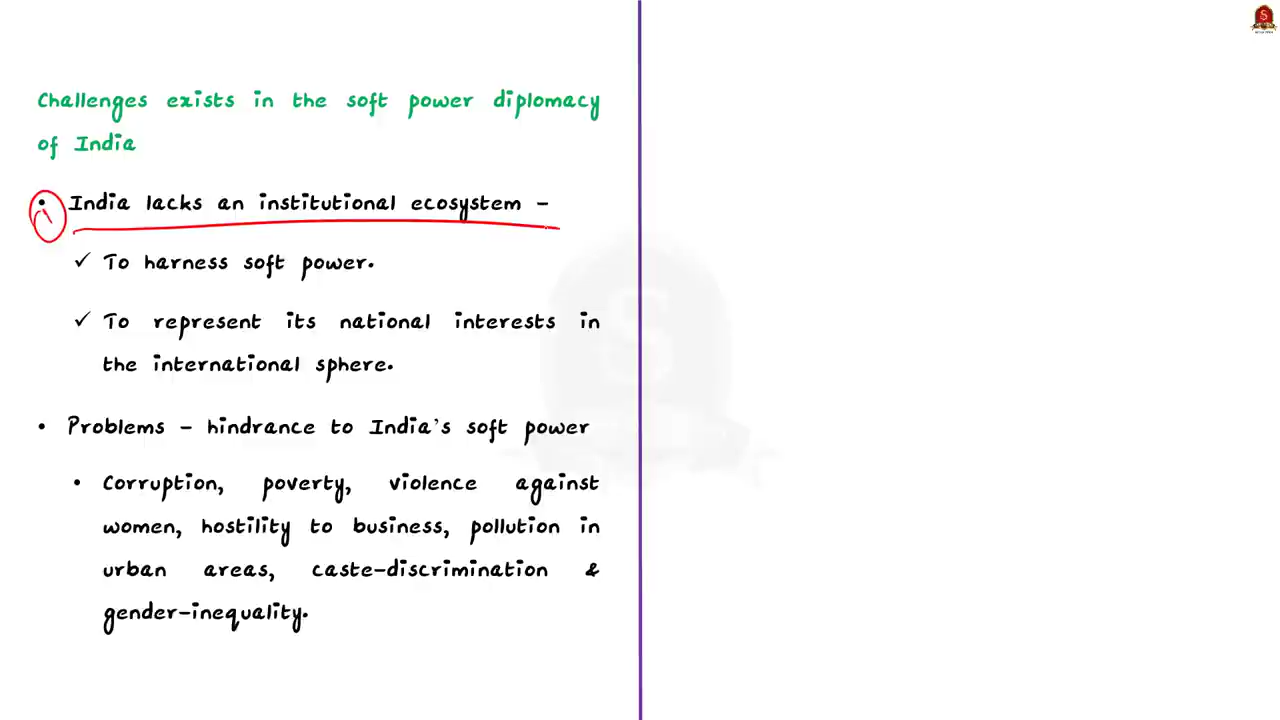 Challenges exists in the soft power diplomacy
of India
• India lacks an institutional ecosystem -
✓ To harness soft power.
✓ To represent its national interests in
the international sphere.
• Problems - hindrance to India's soft power
• Corruption, poverty, violence against
women, hostility to business, pollution in
urban areas, caste-discrimination &
gender-inequality.
S